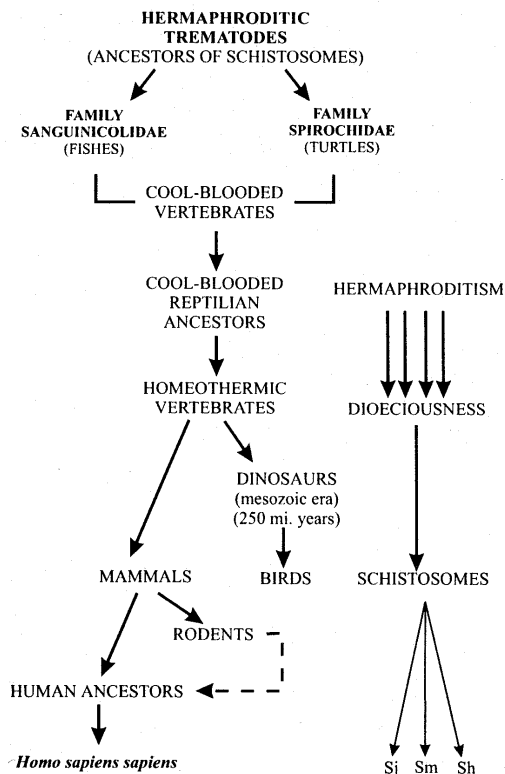 HERMAPHRODITIC
TREMATODES
(ANCESTORS OF SCHISTOSOMES)
FAMILY
SANGUINICOLIDAE
(FISHES)
FAMILY
SPIROCHIDAE
(TURTLES)
COOL-BLOODED
VERTEBRATES
COOL-BLOODED
REPTILIAN
ANCESTORS
HERMAPHRODITISM
HOMEOTHERMIC
VERTEBRATES
DIOECIOUSNESS
DINOSAURS
(mesozoic era)
(250 mi. years)
MAMMALS
BIRDS
SCHISTOSOMES
RODENTS
HUMAN ANCESTORS
Homo sapiens sapiens
Si Sm Sh